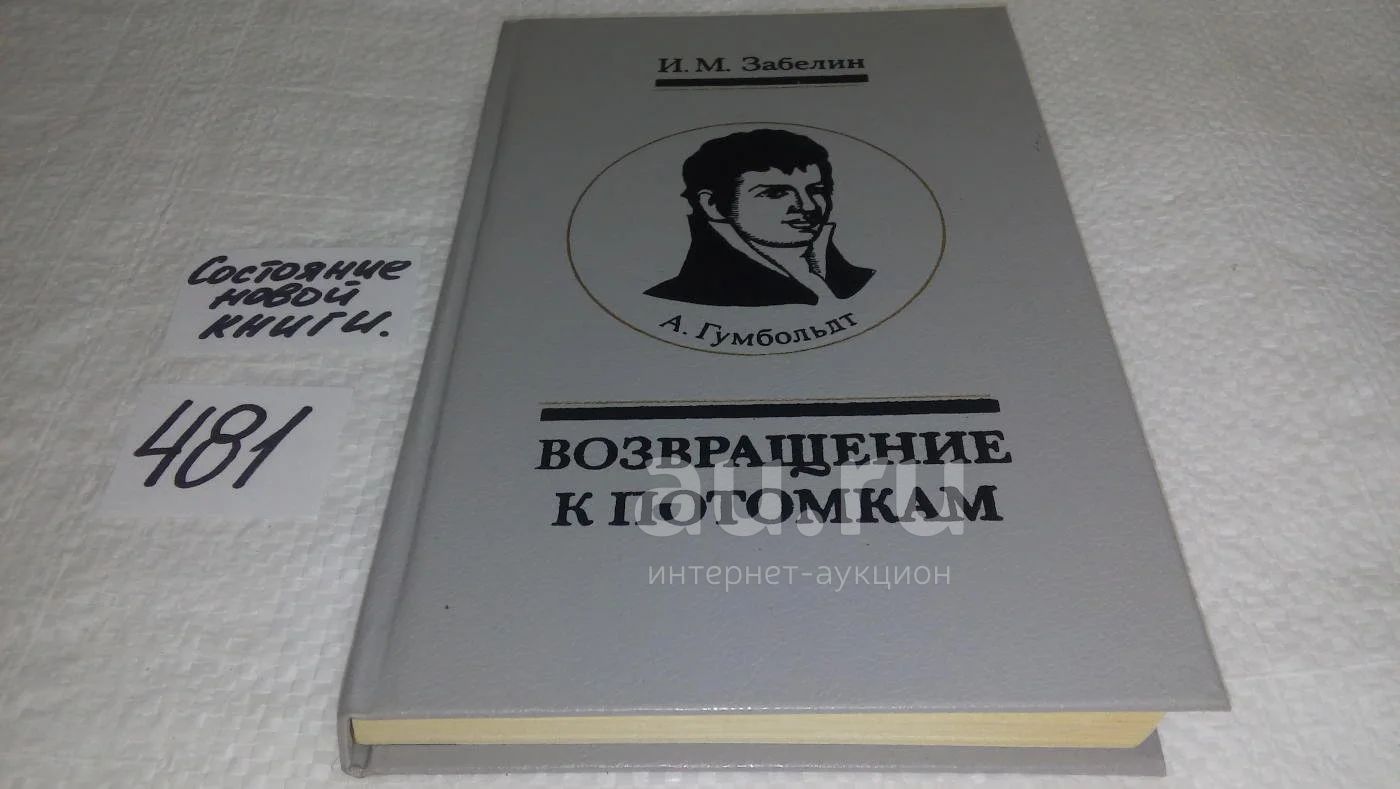 И. М. Забелин
А. Гумбольдт
ВОЗВРАЩЕНИЕ
К ПОТОМКАМ
Состояние
новой
книги.
481
au.ru
интернет-аукцион